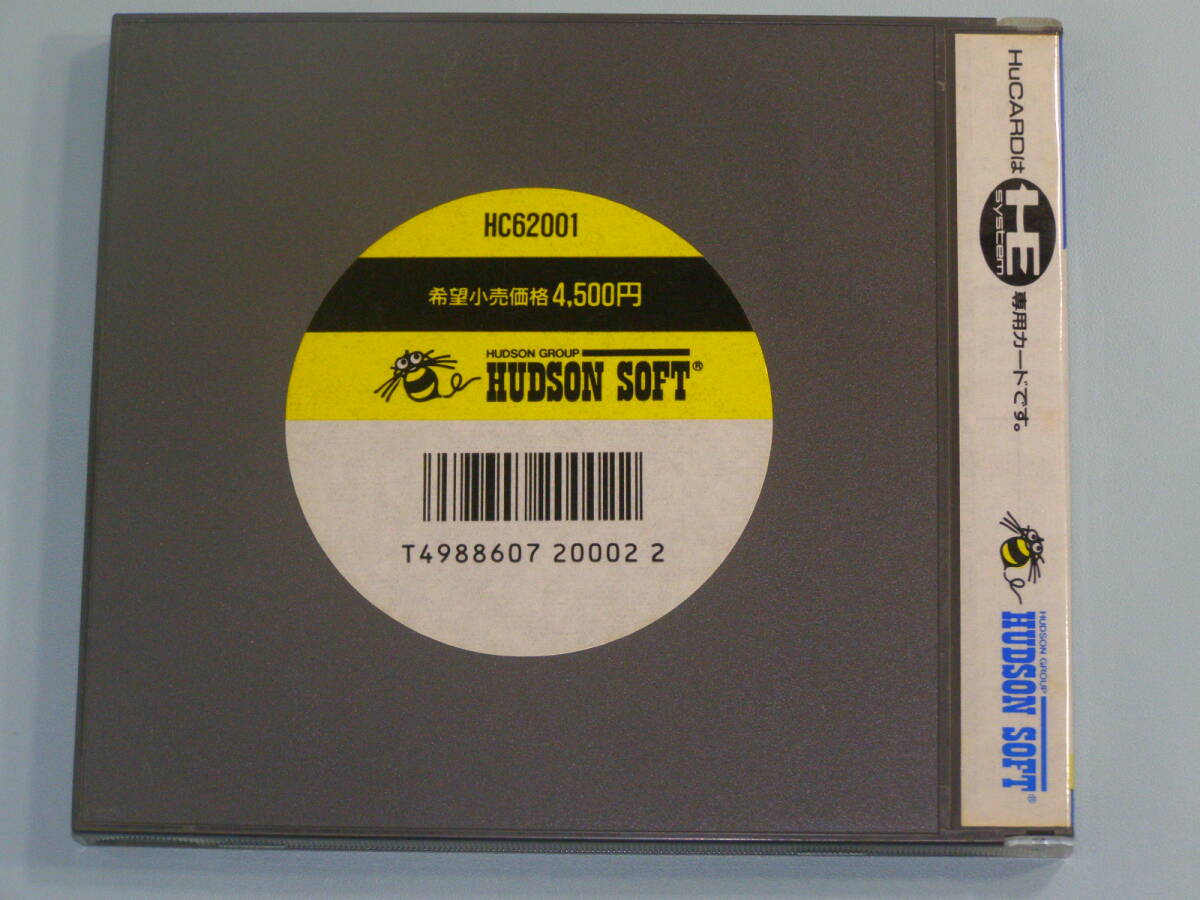 HC62001
希望小売価格 4,500円
HUDSON GROUP
HUDSON SOFT®
T4988607 20002 2
HuCARDは HE system 専用カードです。
HUDSON GROUP
HUDSON SOFT®